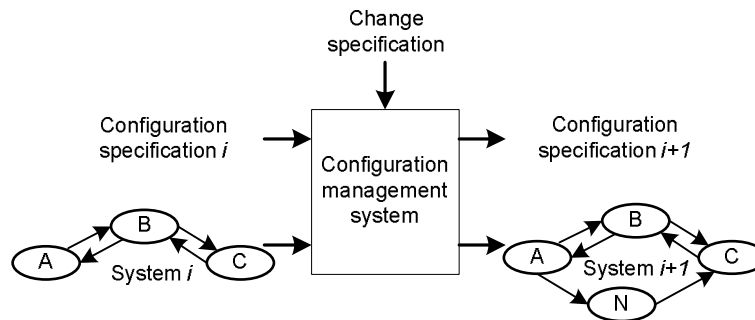 Change
specification
Configuration
specification i
Configuration
management
system
Configuration
specification i+1
A
B
C
System i
A
B
C
N
System i+1